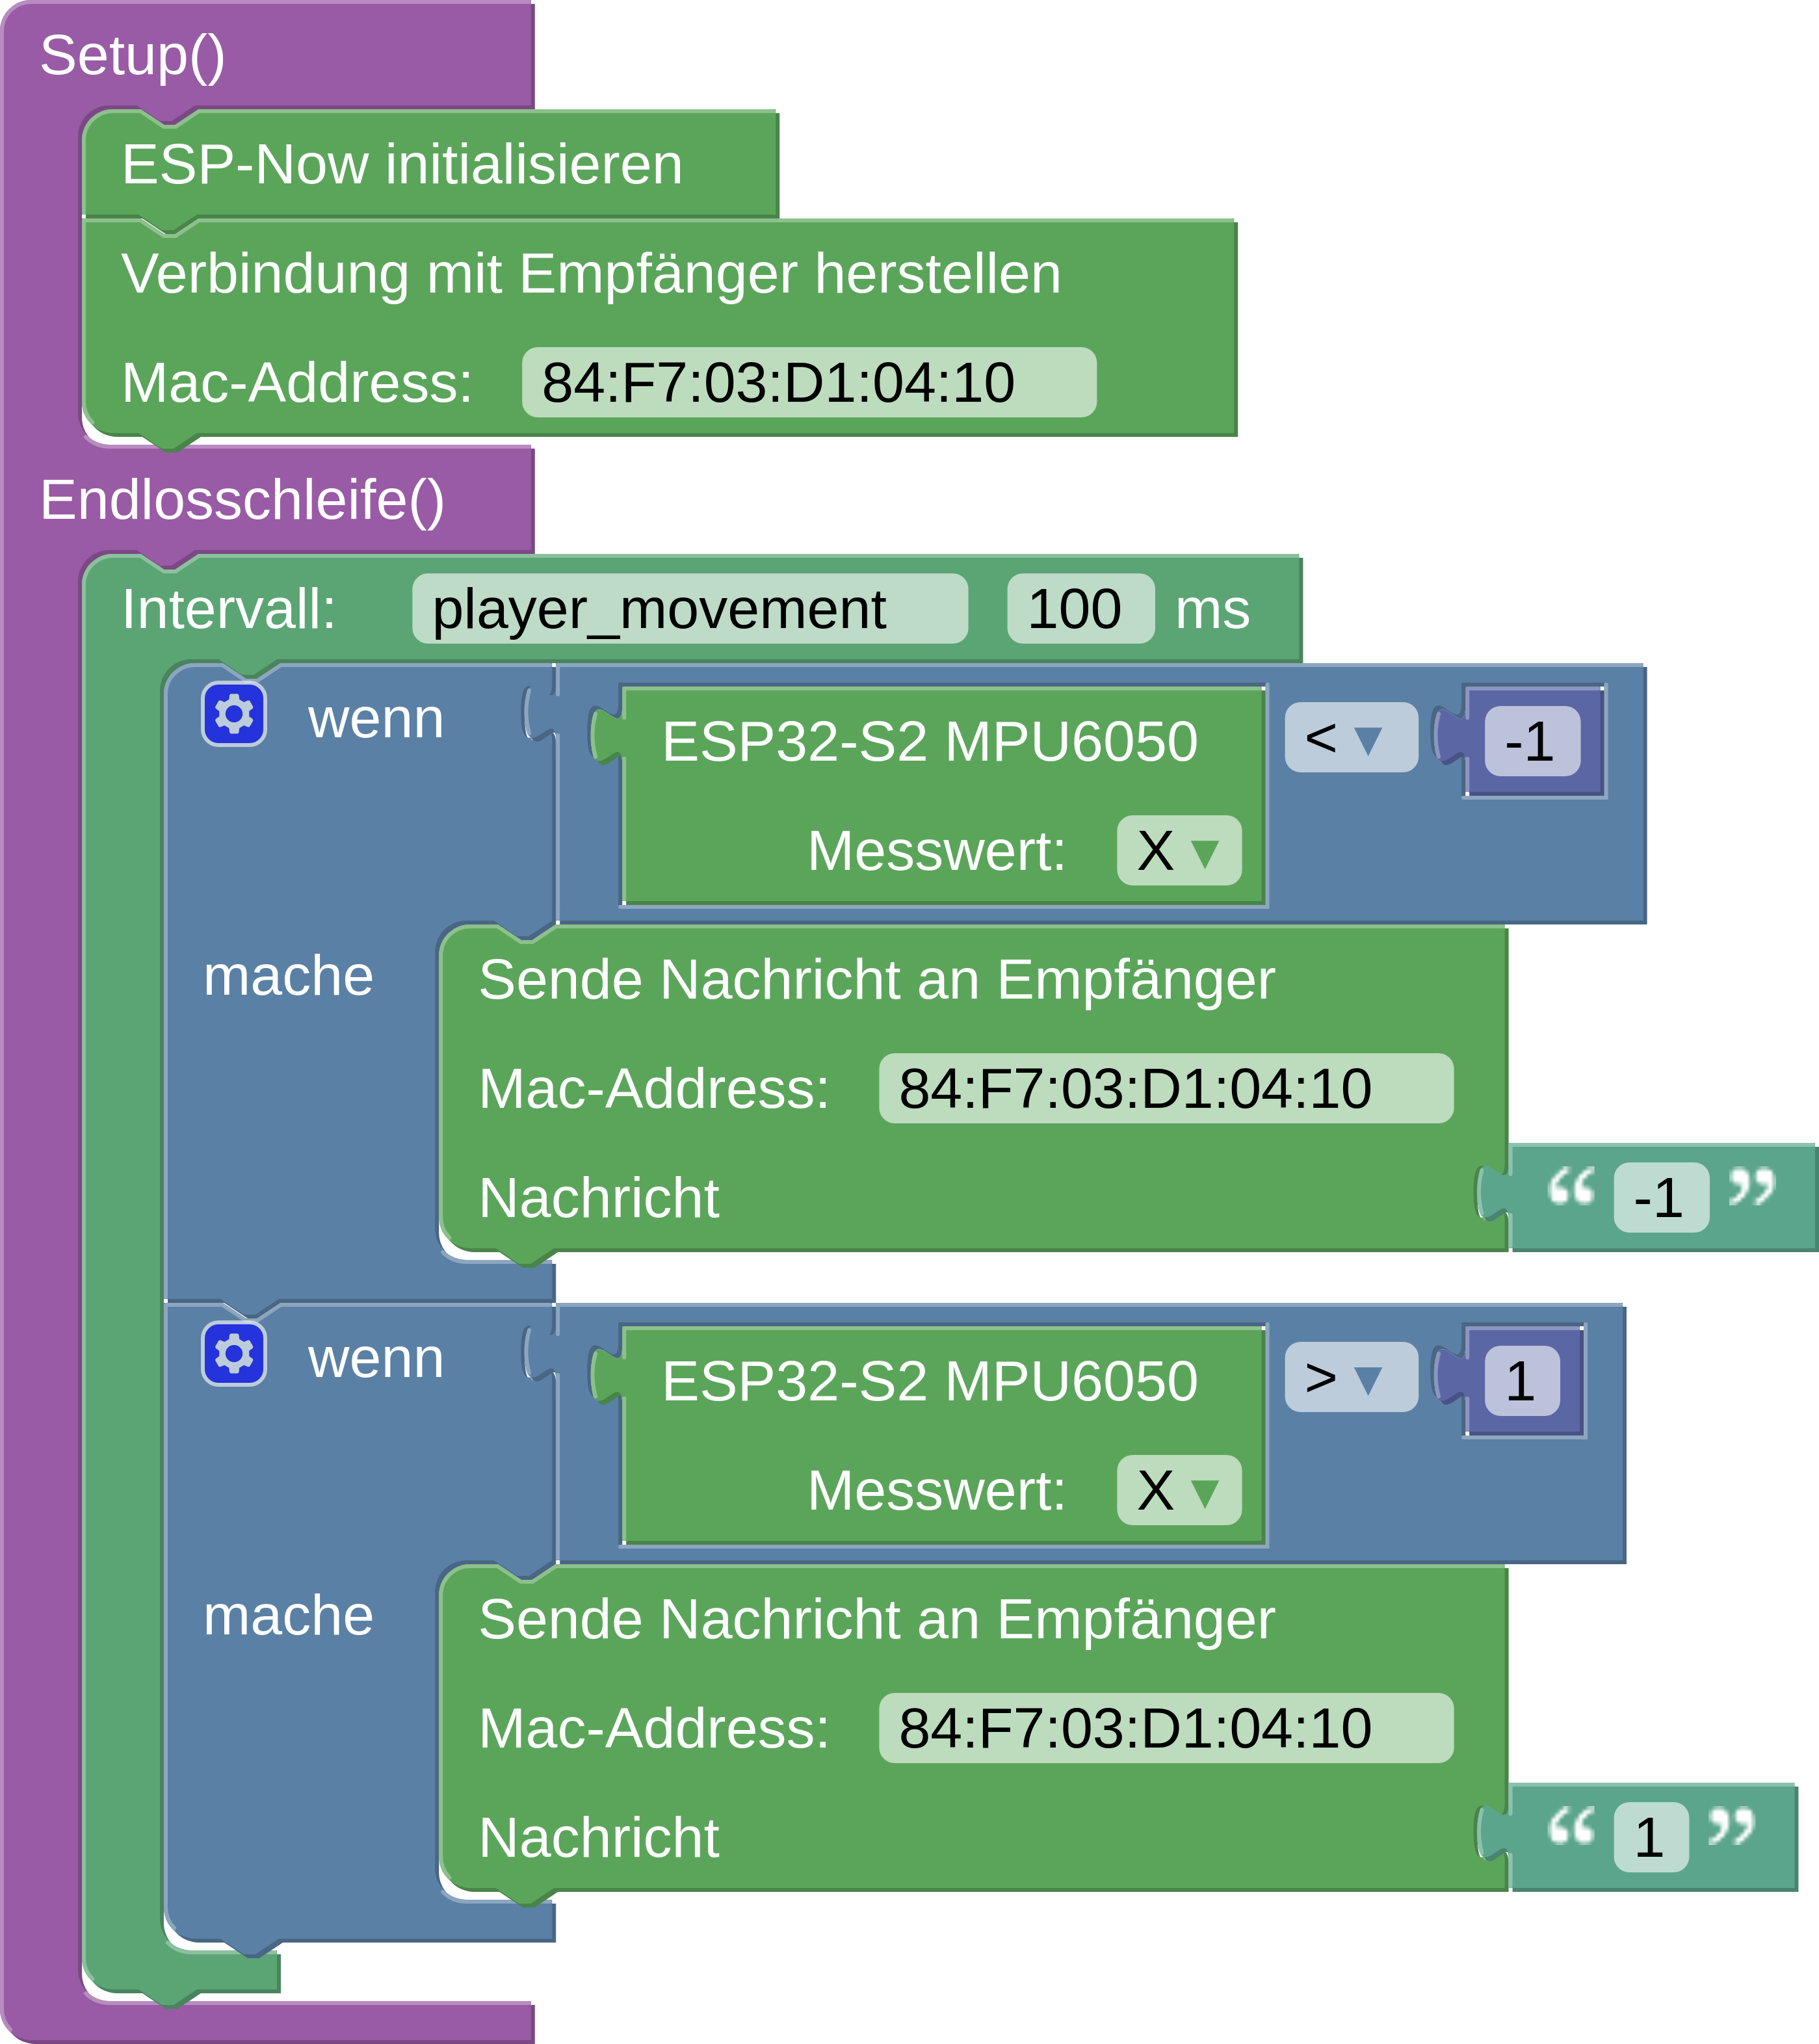 Setup()
ESP-Now initialisieren
Verbindung mit Empfänger herstellen
Mac-Address: 84:F7:03:D1:04:10
Endlosschleife()
Intervall: player_movement 100 ms
wenn ESP32-S2 MPU6050 < -1
Messwert: X
mache Sende Nachricht an Empfänger
Mac-Address: 84:F7:03:D1:04:10
Nachricht “ -1 ”
wenn ESP32-S2 MPU6050 > 1
Messwert: X
mache Sende Nachricht an Empfänger
Mac-Address: 84:F7:03:D1:04:10
Nachricht “ 1 ”